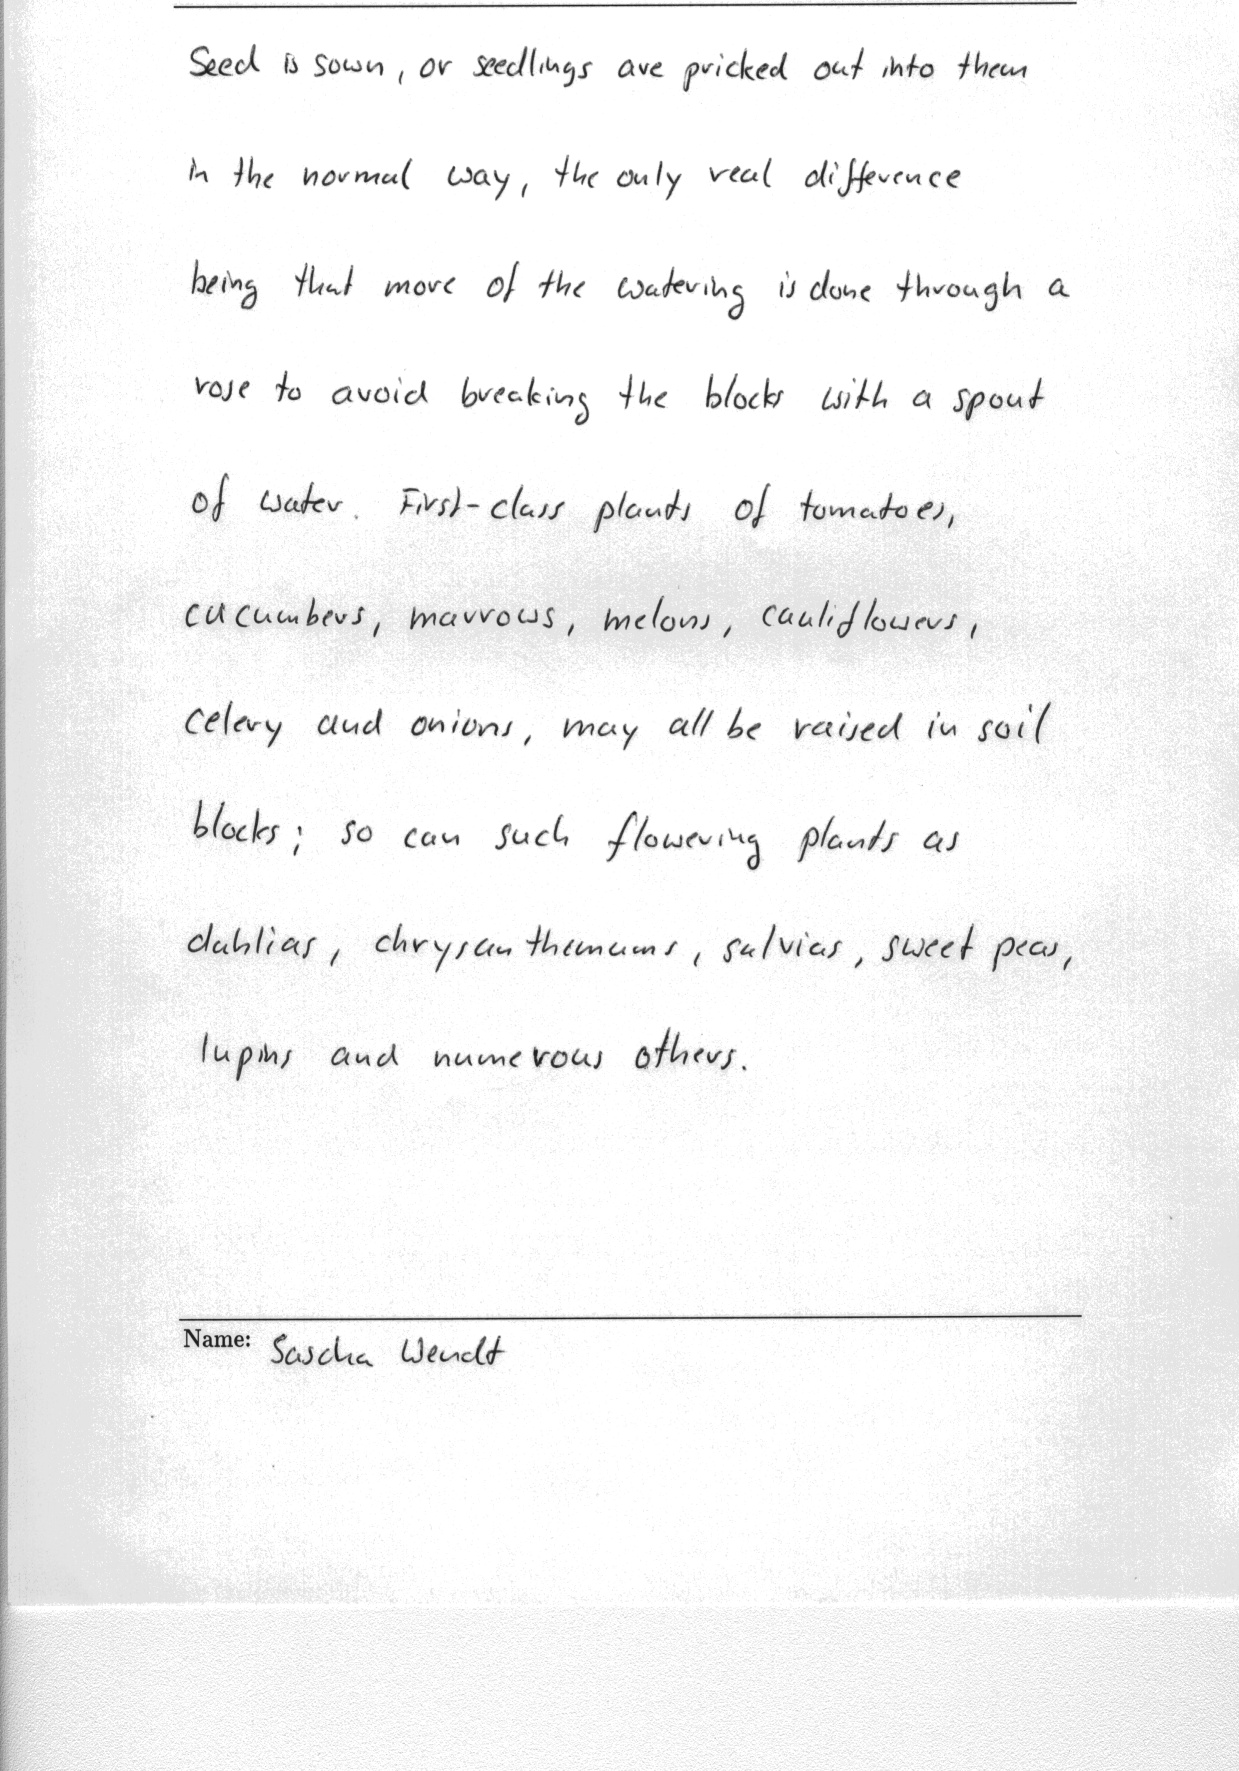 Seed is sown, or seedlings are pricked out into them
in the normal way, the only real difference
being that more of the watering is done through a
rose to avoid breaking the blocks with a spout
of water. First-class plants of tomatoes,
cucumbers, marrows, melons, cauliflowers,
celery and onions, may all be raised in soil
blocks; so can such flowering plants as
dahlias, chrysanthemums, salvias, sweet peas,
lupins and numerous others.
Name: Sascha Wendt